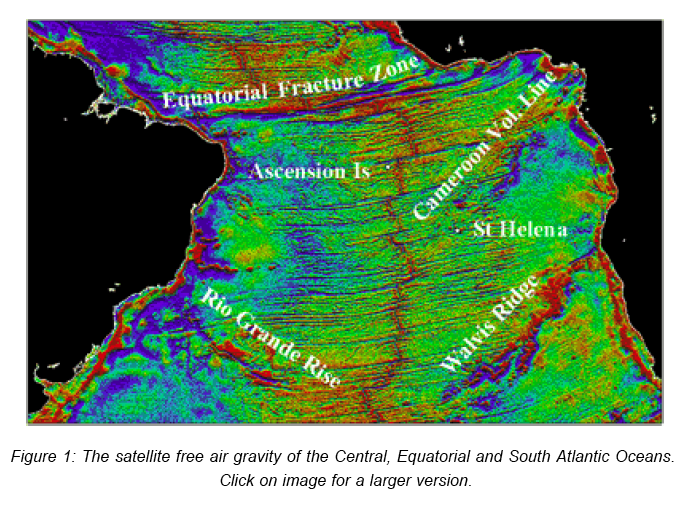 Equatorial Fracture Zone
Cameroon Vol. Line
Ascension Is
St Helena
Rio Grande Rise
Walvis Ridge
Figure 1: The satellite free air gravity of the Central, Equatorial and South Atlantic Oceans.
Click on image for a larger version.